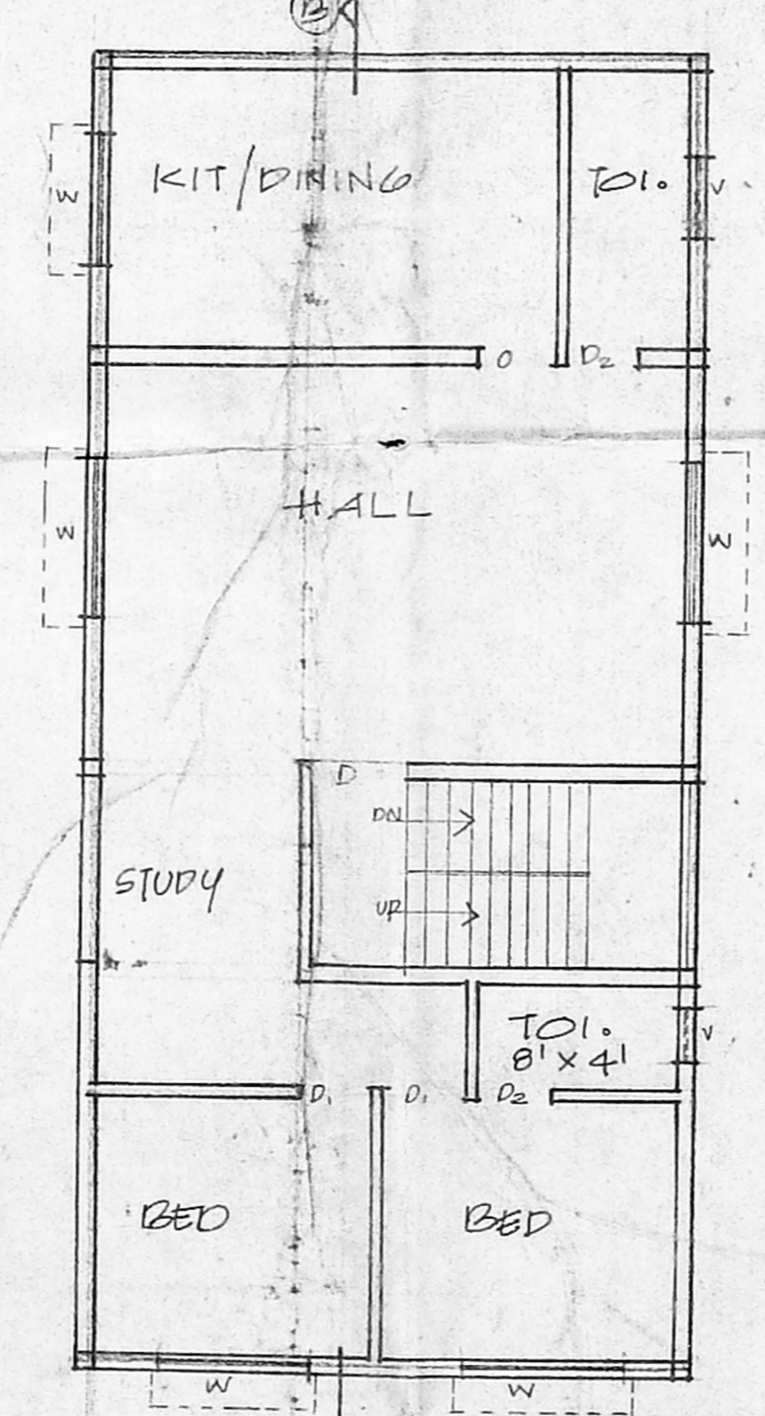 B
KIT/DINING
TOI.
W
V
O
D2
HALL
W
W
D
DN
STUDY
UP
TOI.
8' X 4'
V
D1
D1
D2
BED
BED
W
W